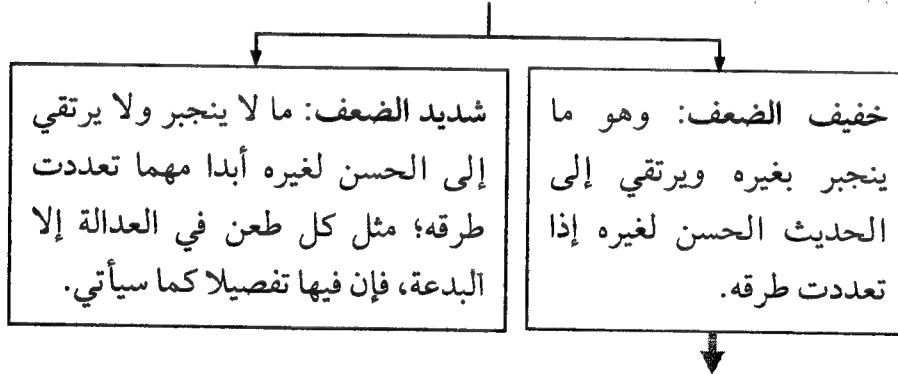 خفيف الضعف: وهو ما
ينجبر بغيره ويرتقي إلى
الحديث الحسن لغيره إذا
تعددت طرقه.
شديد الضعف: ما لا ينجبر ولا يرتقي
إلى الحسن لغيره أبدا مهما تعددت
طرقه؛ مثل كل طعن في العدالة إلا
البدعة، فإن فيها تفصيلا كما سيأتي.